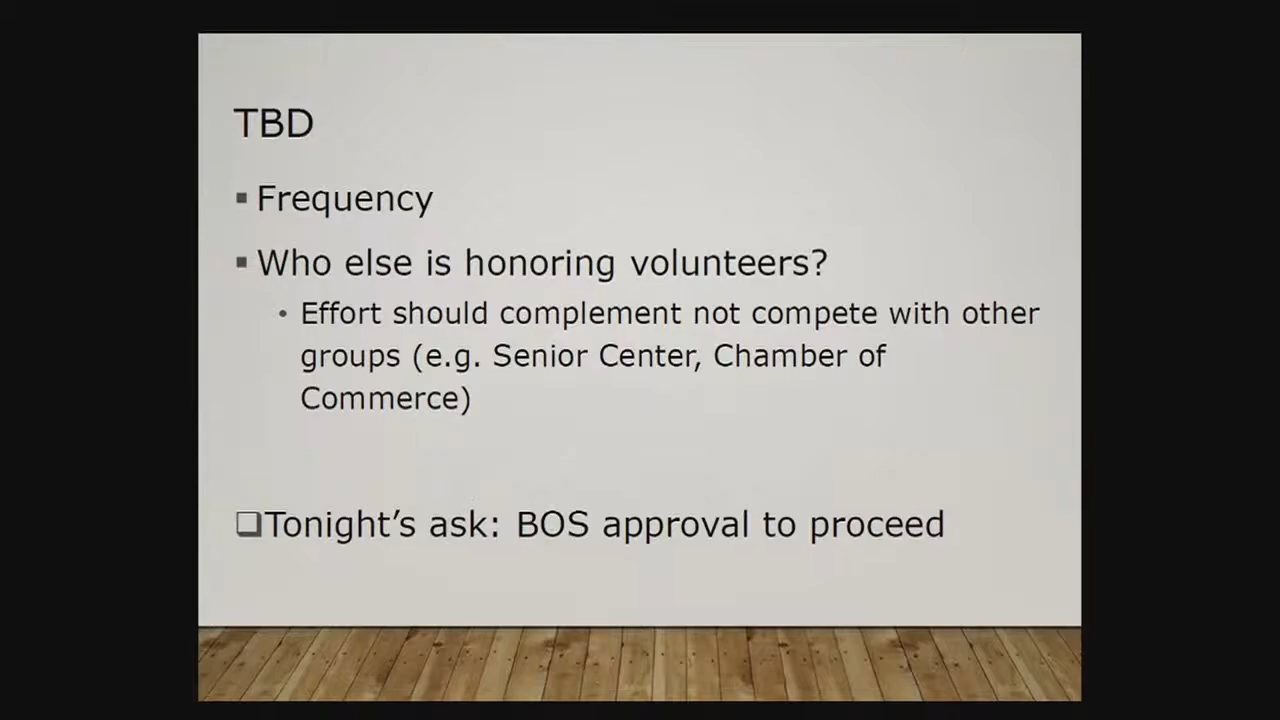 TBD
▪ Frequency
▪ Who else is honoring volunteers?
• Effort should complement not compete with other
groups (e.g. Senior Center, Chamber of
Commerce)
❑Tonight’s ask: BOS approval to proceed